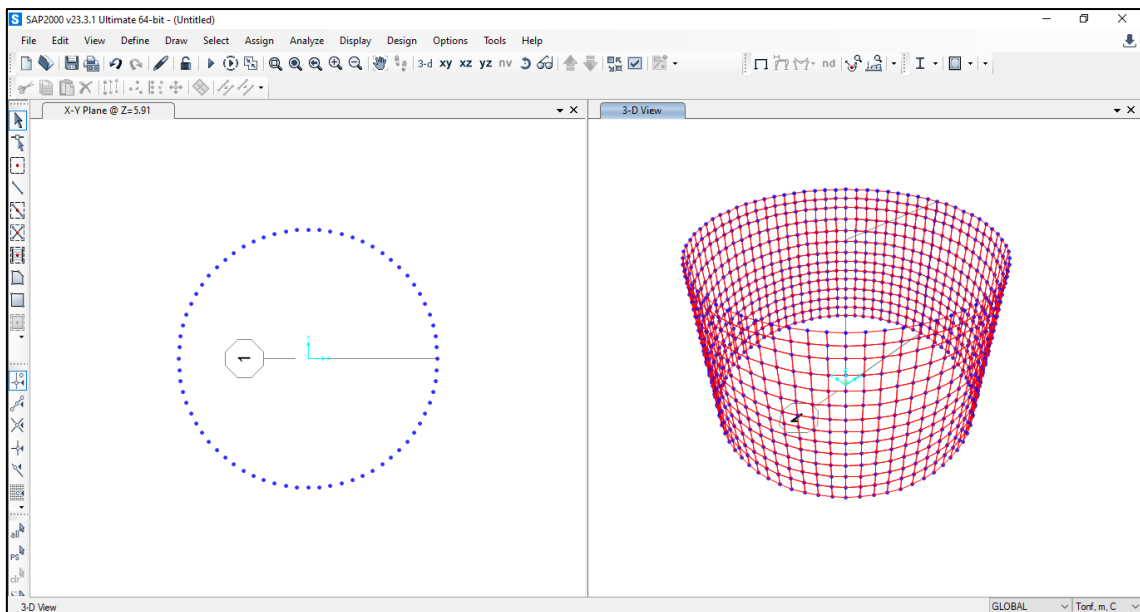 S SAP2000 v23.3.1 Ultimate 64-bit - (Untitled)
File Edit View Define Draw Select Assign Analyze Display Design Options Tools Help
3-d xy xz yz nv nd
X-Y Plane @ Z=5.91
3-D View
1
1
all
PS
dr
3-D View
GLOBAL
Tonf, m, C